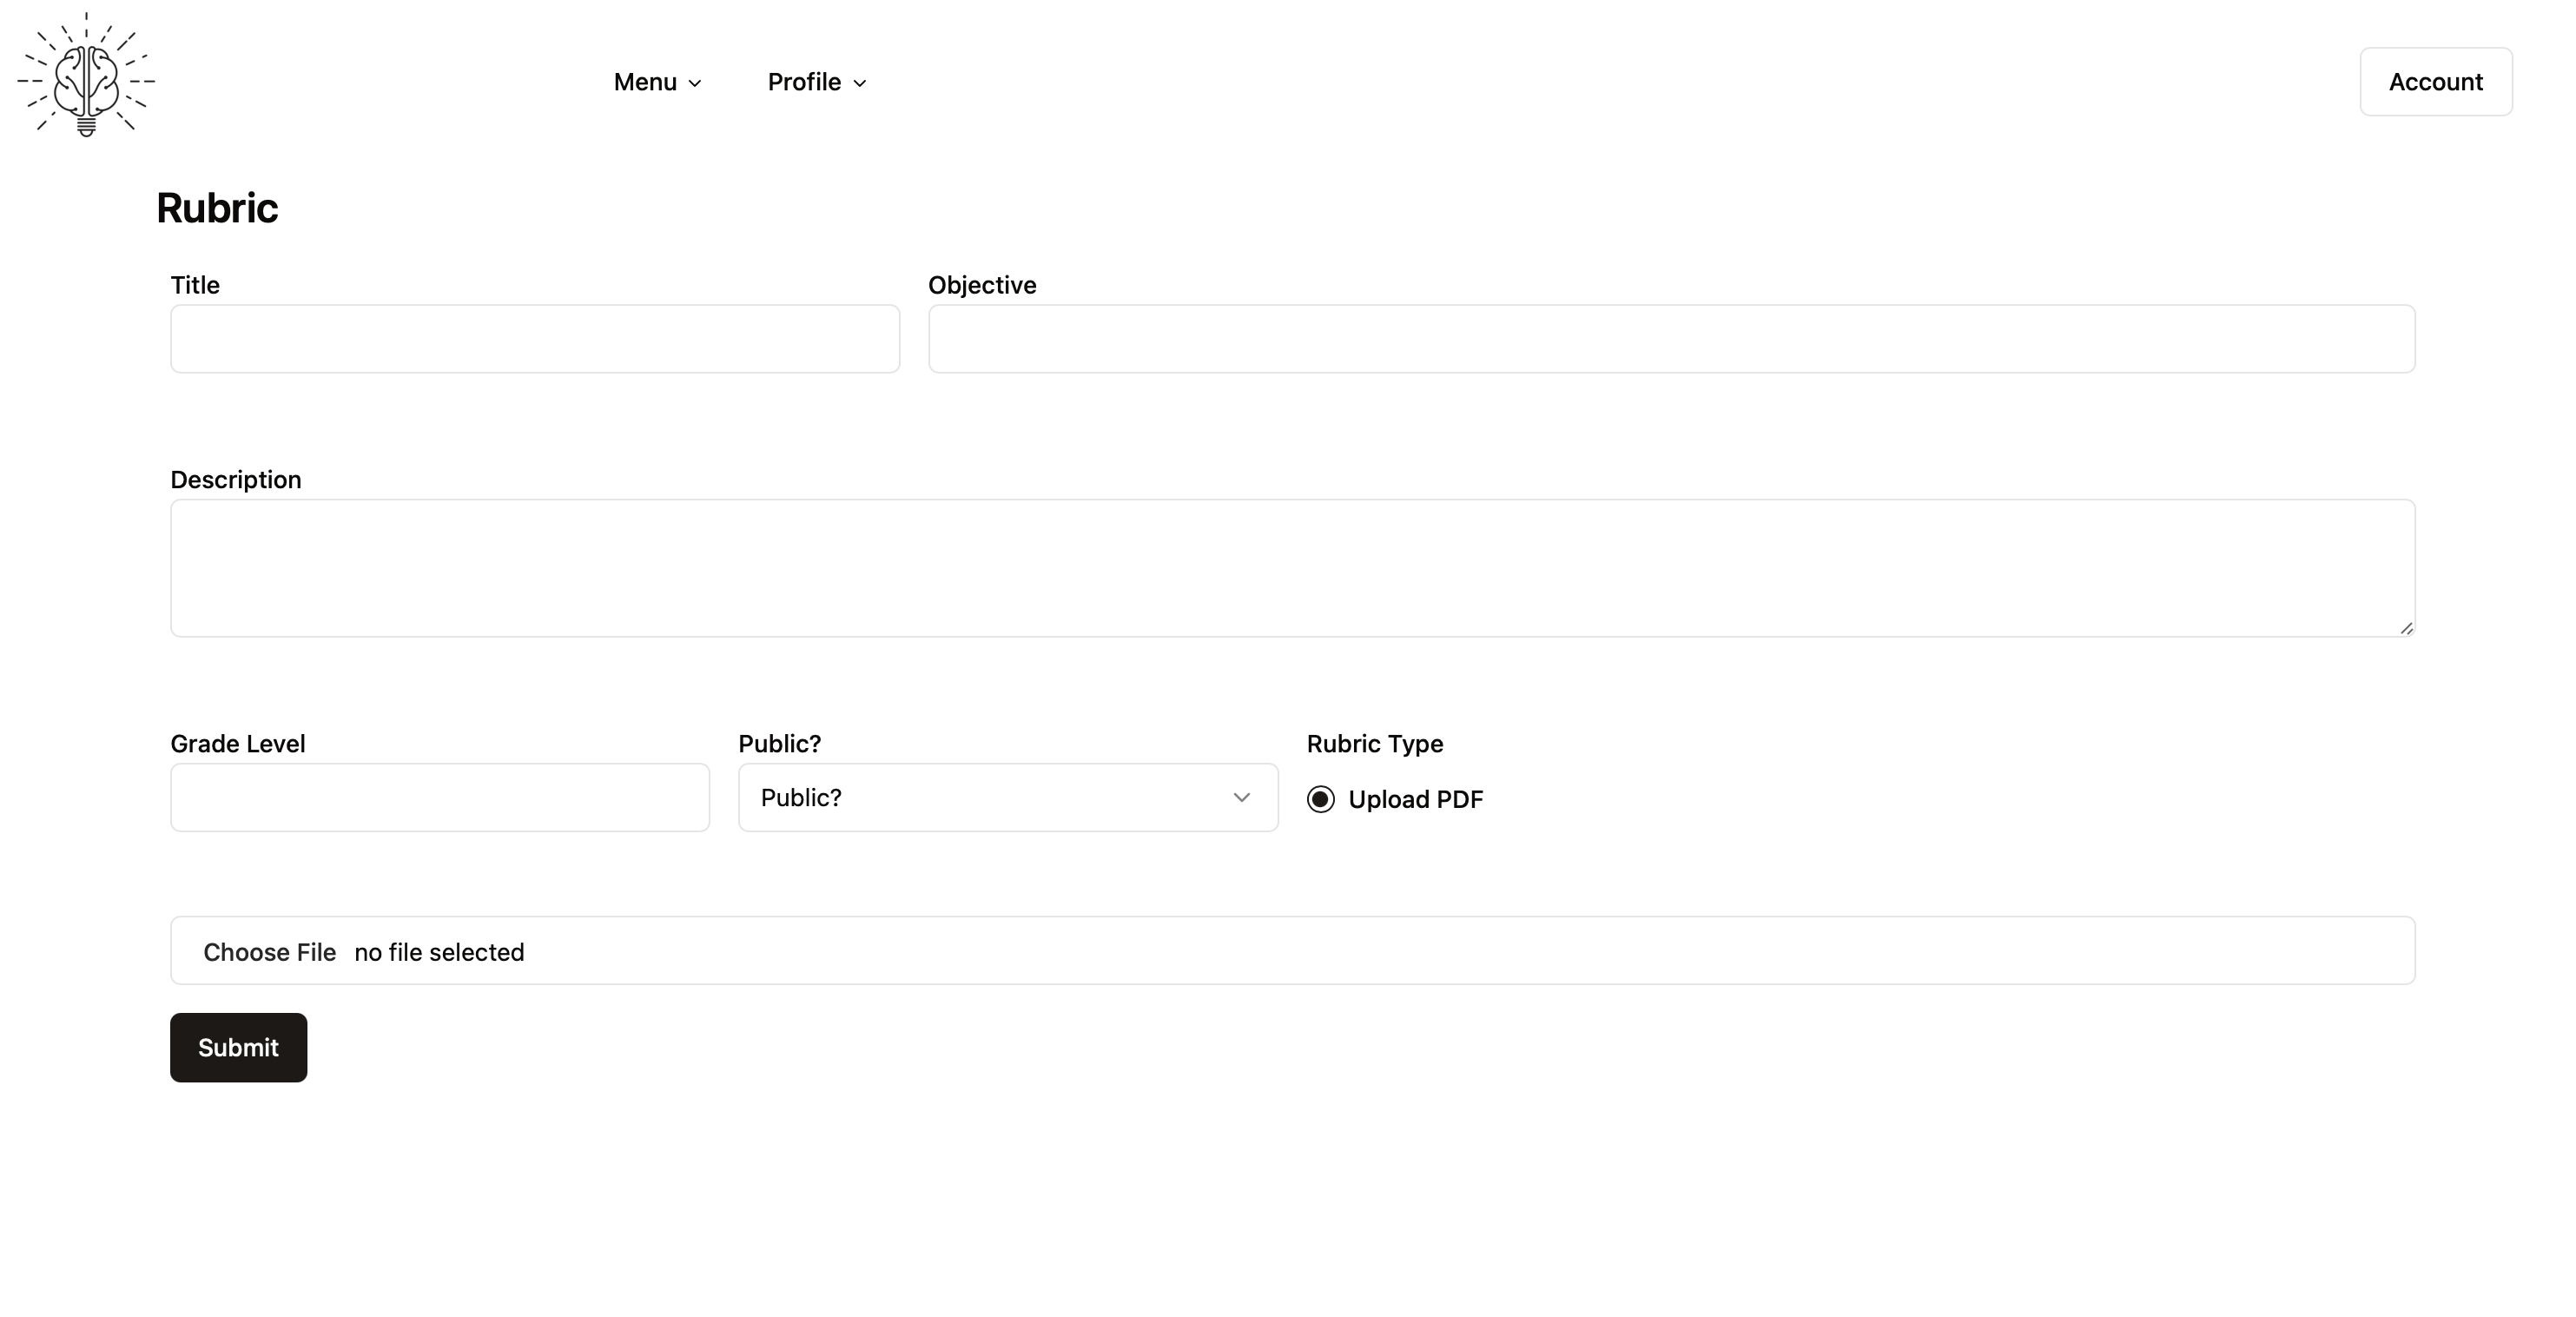 Menu Profile Account
Rubric
Title Objective
Description
Grade Level Public? Rubric Type
Public? Upload PDF
Choose File no file selected
Submit